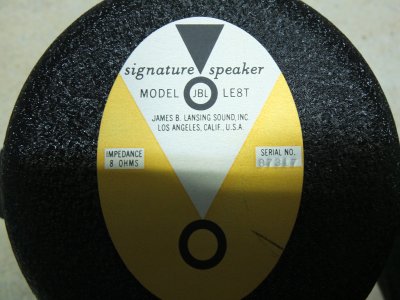 signature speaker
MODEL JBL LE8T
JAMES B. LANSING SOUND, INC.
LOS ANGELES, CALIF., U.S.A.
IMPEDANCE
8 OHMS
SERIAL NO.